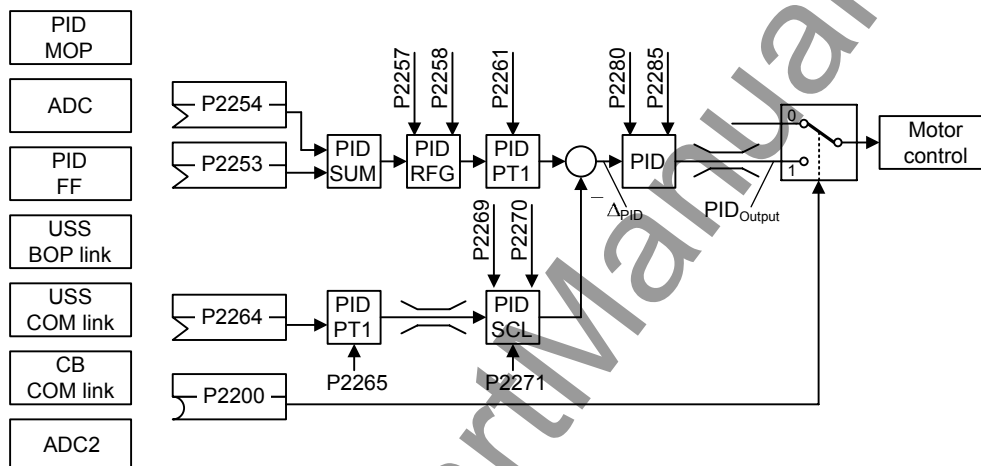 PID
MOP
ADC
PID
FF
USS
BOP link
USS
COM link
CB
COM link
ADC2
P2254
P2253
P2264
P2200
PID
SUM
P2257
P2258
PID
RFG
P2261
PID
PT1
−
ΔPID
P2280
P2285
PID
PIDOutput
0
1
Motor
control
PID
PT1
P2265
P2269
P2270
PID
SCL
P2271
rtManual